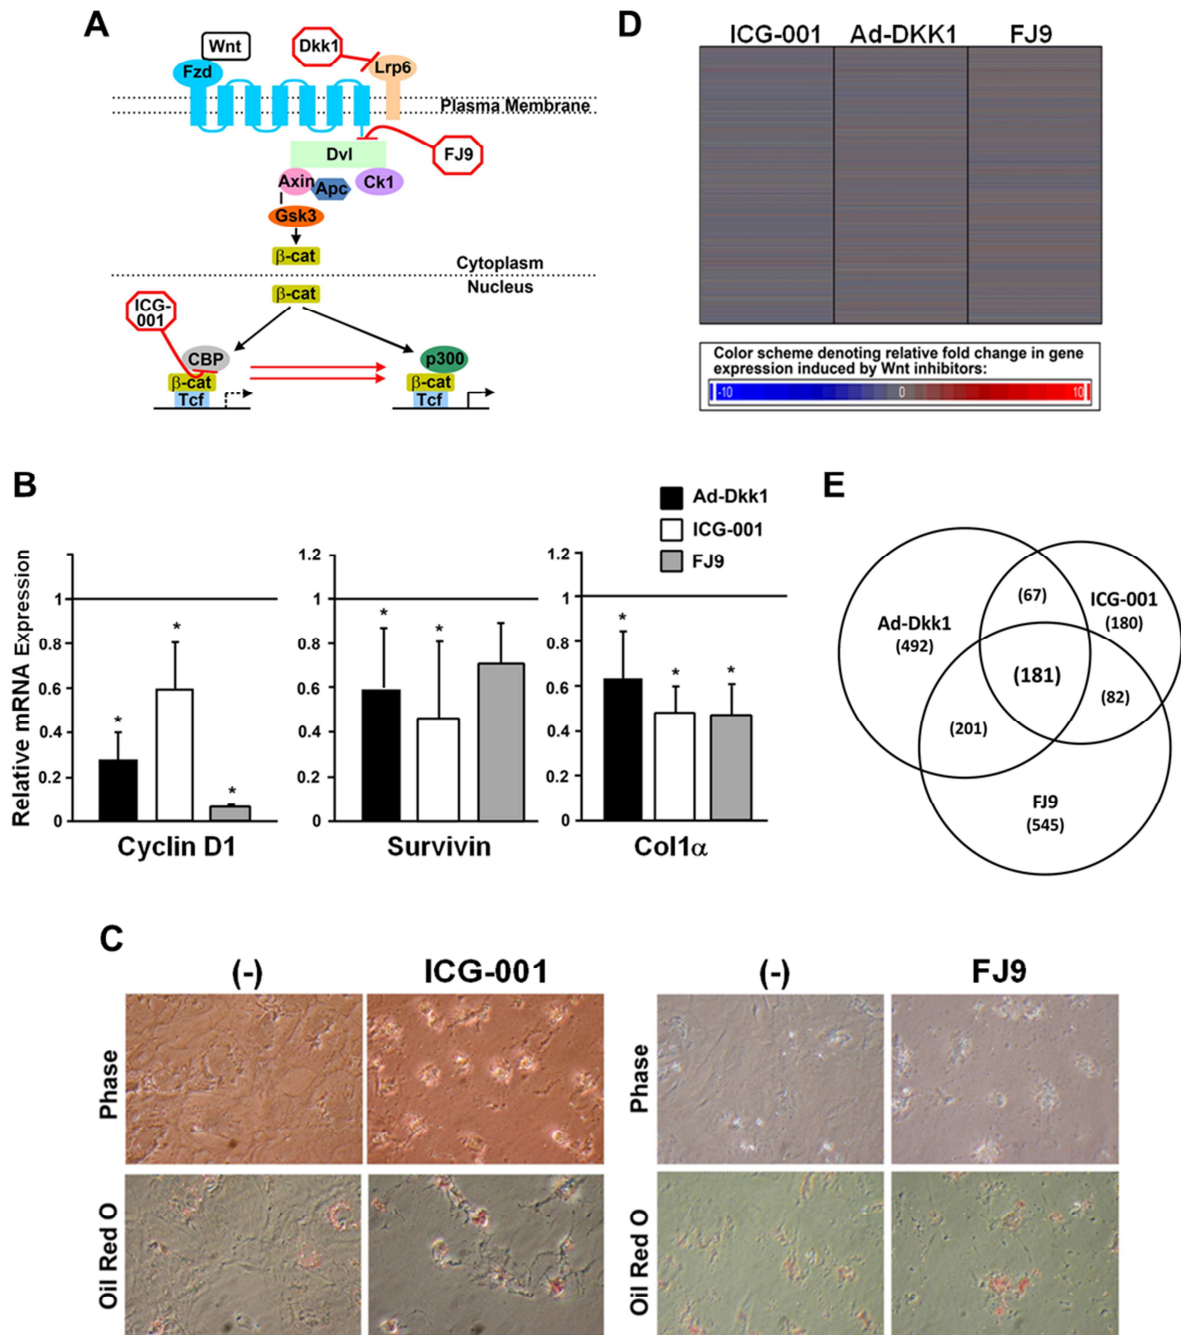 A
Wnt
Dkk1
Fzd
Lrp6
Plasma Membrane
Dvl
FJ9
Axin
Apc
Ck1
Gsk3
β-cat
Cytoplasm
Nucleus
β-cat
ICG-
001
CBP
p300
β-cat
β-cat
Tcf
Tcf
D
ICG-001 Ad-DKK1 FJ9
Color scheme denoting relative fold change in gene
expression induced by Wnt inhibitors:
-10 0 10
B
Ad-Dkk1
ICG-001
FJ9
Relative mRNA Expression
1
0.8
0.6
0.4
0.2
0
* * *
Cyclin D1
1.2
1
0.8
0.6
0.4
0.2
0
* *
Survivin
1.2
1
0.8
0.6
0.4
0.2
0
* * *
Col1α
E
Ad-Dkk1
(492)
(67)
ICG-001
(180)
(181)
(82)
(201)
FJ9
(545)
C
(-) ICG-001 (-) FJ9
Phase
Phase
Oil Red O
Oil Red O